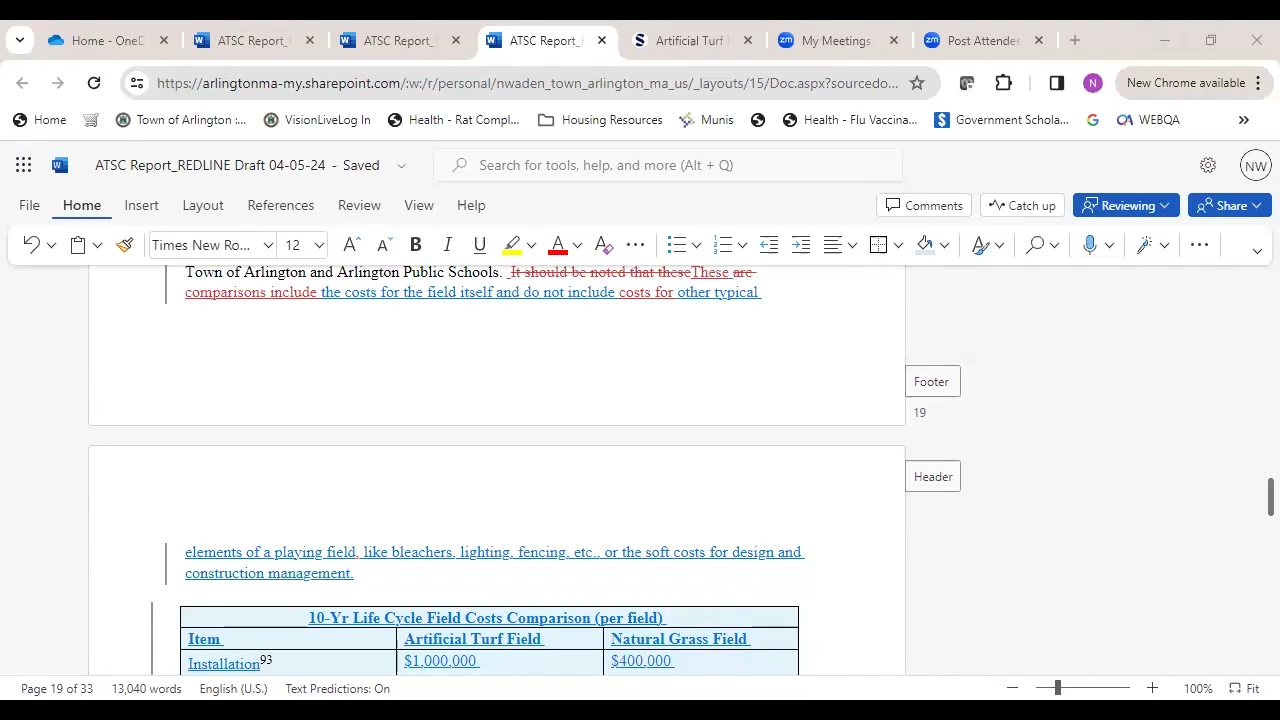 Home - OneD
ATSC Report_
ATSC Report_
ATSC Report_
Artificial Turf
My Meetings
Post Attende
https://arlingtonma-my.sharepoint.com/:w:/r/personal/nwaden_town_arlington_ma_us/_layouts/15/Doc.aspx?sourcedo...
N
New Chrome available
Home
Town of Arlington :...
VisionLiveLog In
Health - Rat Compl...
Housing Resources
Munis
Health - Flu Vaccina...
Government Schola...
WEBQA
ATSC Report_REDLINE Draft 04-05-24 - Saved
Search for tools, help, and more (Alt + Q)
NW
File Home Insert Layout References Review View Help
Comments Catch up Reviewing Share
Times New Ro... 12
Town of Arlington and Arlington Public Schools. It should be noted that theseThese are
comparisons include the costs for the field itself and do not include costs for other typical
Footer
19
Header
elements of a playing field, like bleachers, lighting, fencing, etc., or the soft costs for design and
construction management.
10-Yr Life Cycle Field Costs Comparison (per field)
Item Artificial Turf Field Natural Grass Field
Installation93 $1,000,000 $400,000
Page 19 of 33 13,040 words English (U.S.) Text Predictions: On 100% Fit